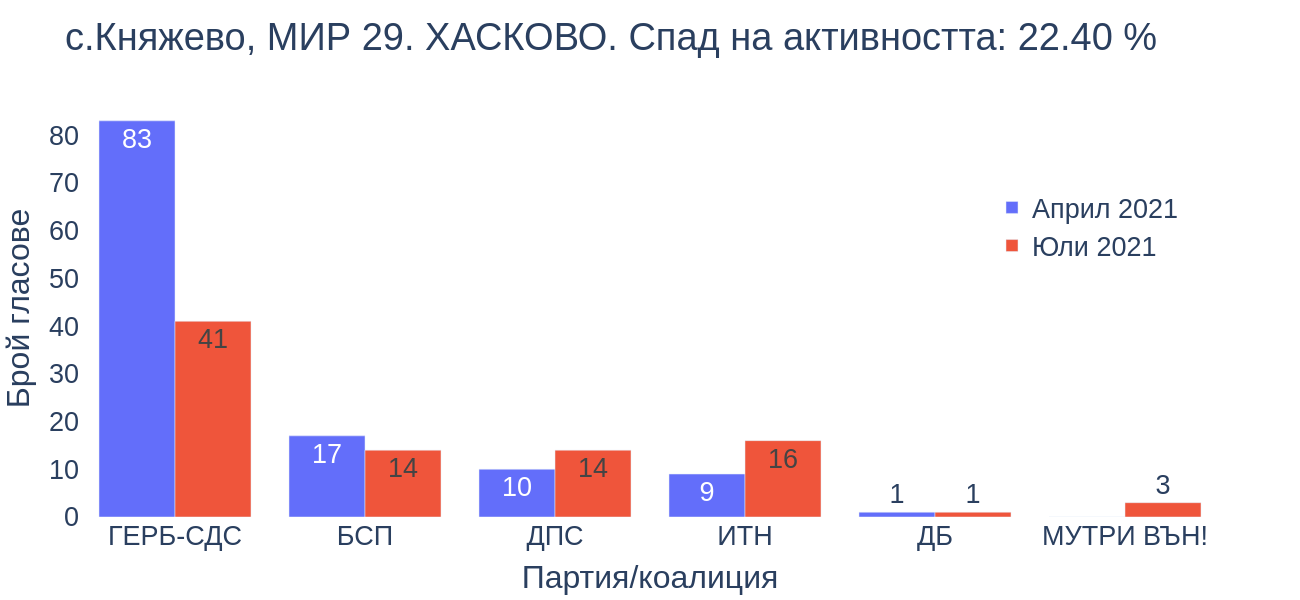 с.Княжево, МИР 29. ХАСКОВО. Спад на активността: 22.40 %
Брой гласове
80
70
60
50
40
30
20
10
0
83
41
17
14
10
14
9
16
1
1
3
Април 2021
Юли 2021
ГЕРБ-СДС
БСП
ДПС
ИТН
ДБ
МУТРИ ВЪН!
Партия/коалиция